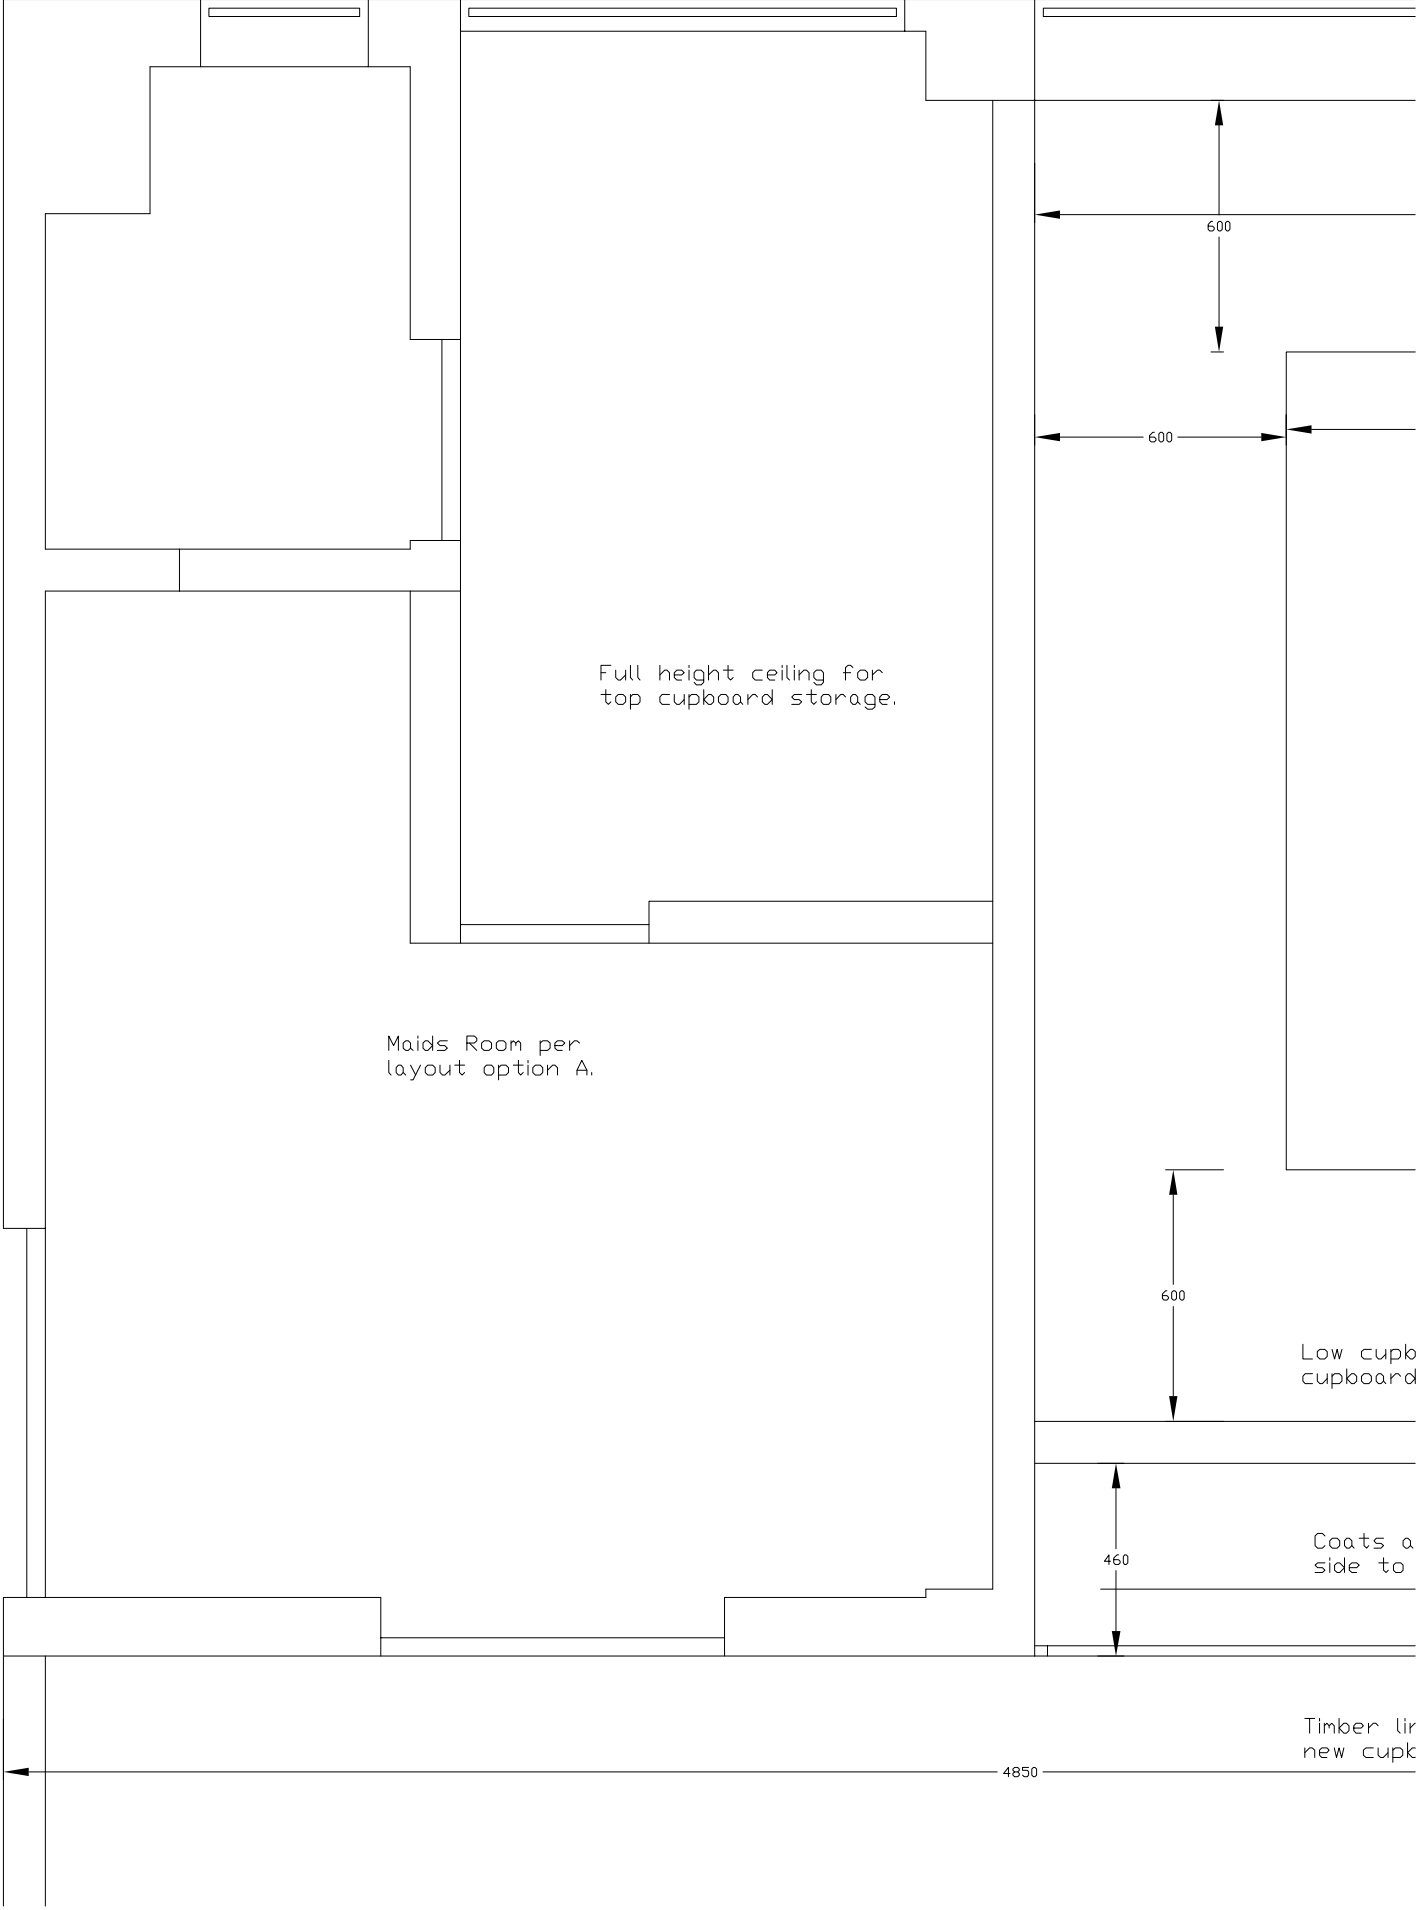 600
600
Full height ceiling for
top cupboard storage.
Maids Room per
layout option A.
600
Low
cupboard
460
Coats a
side to
Timber
new
4850